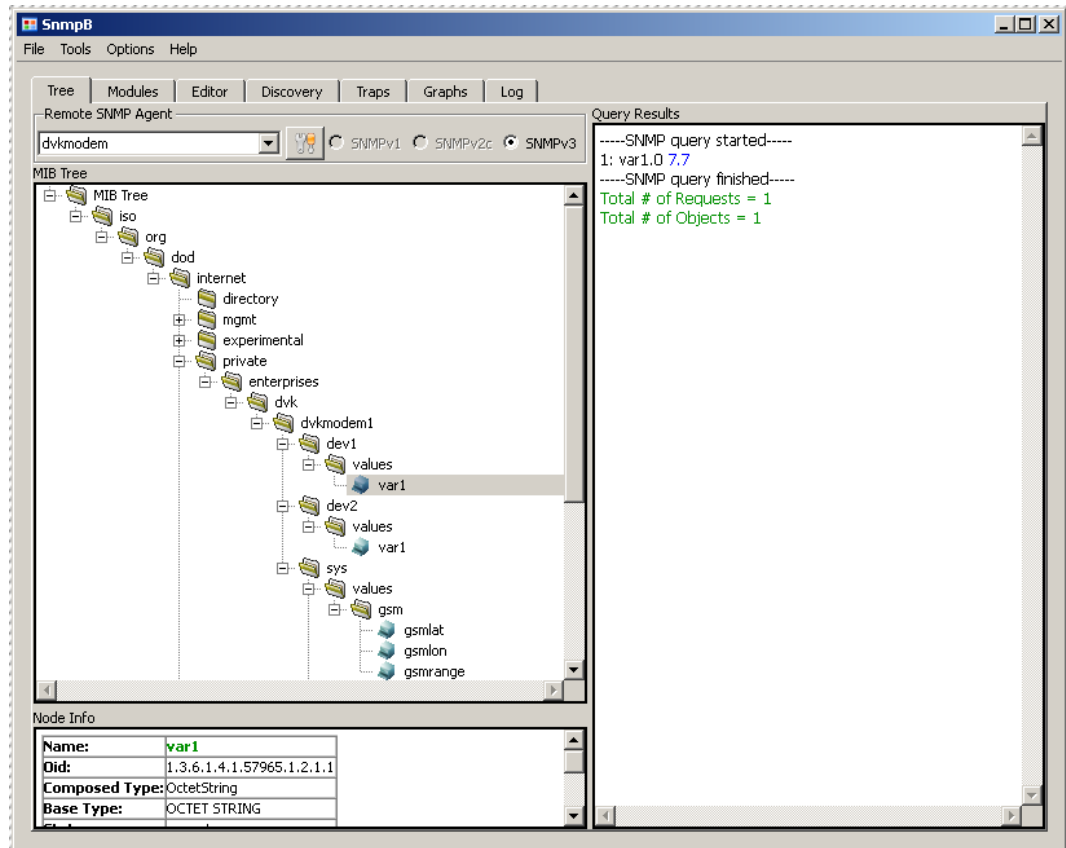 SnmpB
File Tools Options Help
Tree Modules Editor Discovery Traps Graphs Log
Remote SNMP Agent
dvkmodem SNMPv1 SNMPv2c SNMPv3
MIB Tree
MIB Tree
iso
org
dod
internet
directory
mgmt
experimental
private
enterprises
dvk
dvkmodem1
dev1
values
var1
dev2
values
var1
sys
values
gsm
gsmlat
gsmlon
gsmrange
Node Info
Name: var1
Oid: 1.3.6.1.4.1.57965.1.2.1.1
Composed Type: OctetString
Base Type: OCTET STRING
Query Results
-----SNMP query started-----
1: var1.0 7.7
-----SNMP query finished-----
Total # of Requests = 1
Total # of Objects = 1